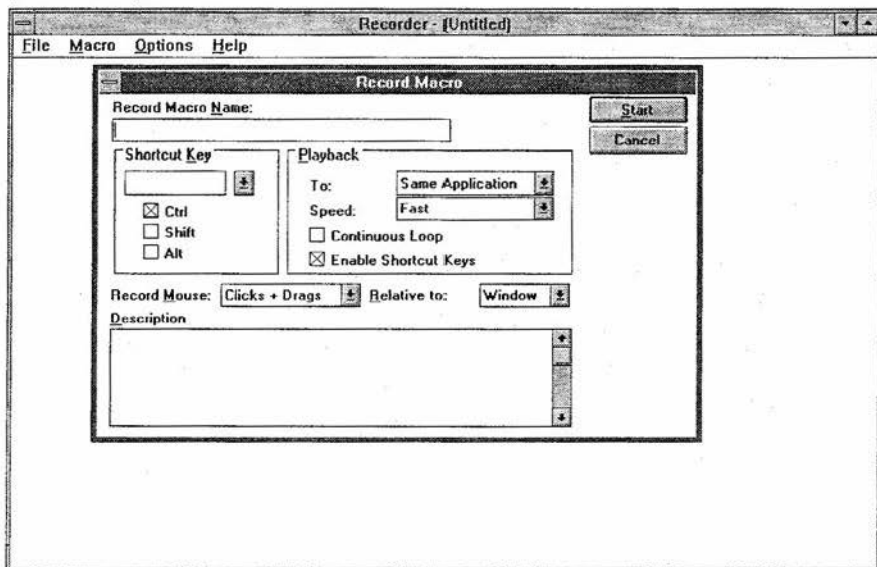 Recorder - (Untitled)
File Macro Options Help
Record Macro
Record Macro Name:
Start
Cancel
Shortcut Key
Playback
To: Same Application
Speed: Fast
Ctrl
Shift
Alt
Continuous Loop
Enable Shortcut Keys
Record Mouse: Clicks + Drags Relative to: Window
Description